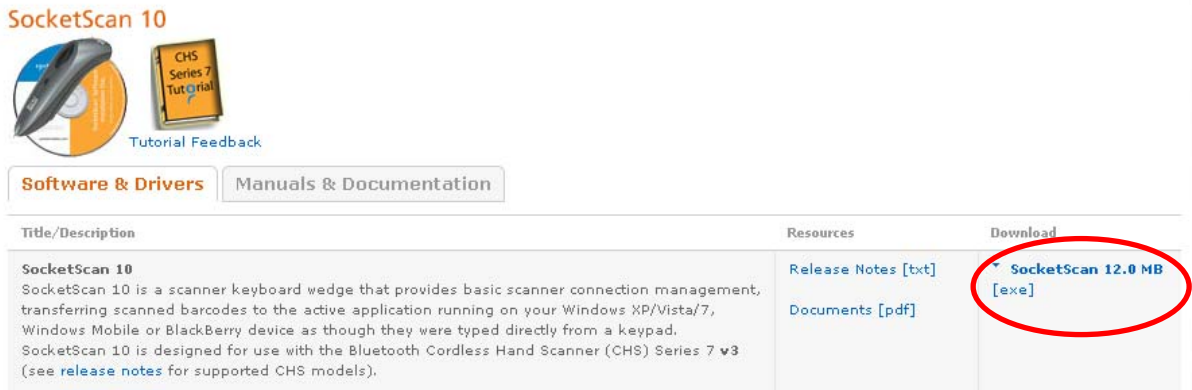 SocketScan 10
CHS
Series 7
Tutorial
Tutorial Feedback
Software & Drivers
Manuals & Documentation
Title/Description
Resources
Download
SocketScan 10
Release Notes [txt]
SocketScan 12.0 MB
SocketScan 10 is a scanner keyboard wedge that provides basic scanner connection management,
[exe]
transferring scanned barcodes to the active application running on your Windows XP/Vista/7,
Documents [pdf]
Windows Mobile or BlackBerry device as though they were typed directly from a keypad.
SocketScan 10 is designed for use with the Bluetooth Cordless Hand Scanner (CHS) Series 7 v3
(see release notes for supported CHS models).